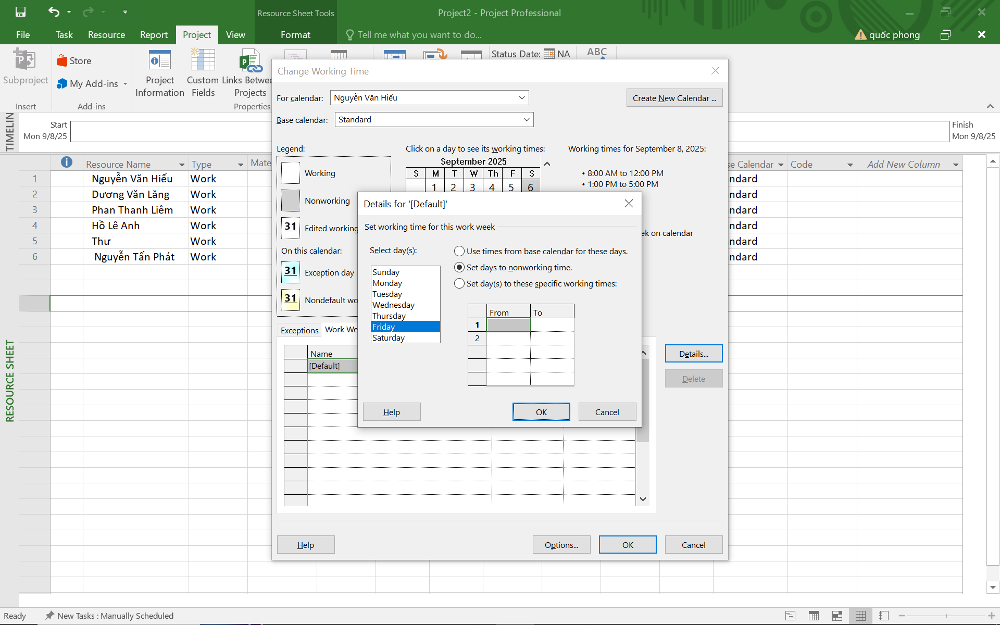 Resource Sheet Tools
Project2 - Project Professional
File
Task
Resource
Report
Project
View
Format
Tell me what you want to do...
quốc phong
Subproject
Insert
Store
My Add-ins
Add-ins
Project
Information
Custom
Fields
Links Betwee
Projects
Properties
Status Date:
NA
ABC
TIMELIN
Start
Mon 9/8/25
Finish
Mon 9/8/25
RESOURCE SHEET
Resource Name
Type
Mate
se Calendar
Code
Add New Column
1 Nguyễn Văn Hiếu Work ndard
2 Dương Văn Lăng Work ndard
3 Phan Thanh Liêm Work ndard
4 Hồ Lê Anh Work ndard
5 Thư Work ndard
6 Nguyễn Tấn Phát Work ndard
Change Working Time
For calendar:
Nguyễn Văn Hiếu
Create New Calendar ...
Base calendar:
Standard
Legend:
Working
Nonworking
31 Edited working
On this calendar:
31 Exception day
31 Nondefault wo
Click on a day to see its working times:
September 2025
S M T W Th F S
1 2 3 4 5 6
Working times for September 8, 2025:
• 8:00 AM to 12:00 PM
• 1:00 PM to 5:00 PM
ek on calendar
Exceptions
Work We
Name
[Default]
Details...
Delete
Help
Options...
OK
Cancel
Details for '[Default]'
Set working time for this work week
Select day(s):
Sunday
Monday
Tuesday
Wednesday
Thursday
Friday
Saturday
Use times from base calendar for these days.
Set days to nonworking time.
Set day(s) to these specific working times:
From To
1
2
Help
OK
Cancel
Ready
New Tasks : Manually Scheduled